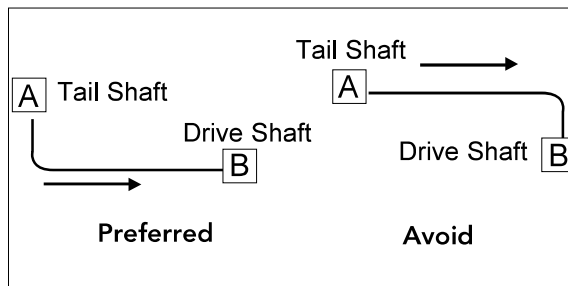 A Tail Shaft
Drive Shaft
B
Preferred
Tail Shaft
A
Drive Shaft B
Avoid